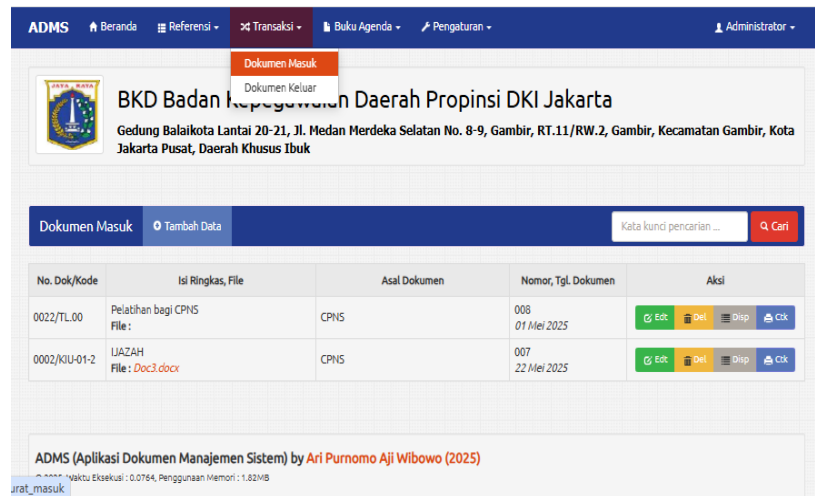 ADMS Beranda Referensi Transaksi Buku Agenda Pengaturan Administrator
Dokumen Masuk
Dokumen Keluar
JAYA RAYA
BKD Badan Kepegawaian Daerah Propinsi DKI Jakarta
Gedung Balaikota Lantai 20-21, Jl. Medan Merdeka Selatan No. 8-9, Gambir, RT.11/RW.2, Gambir, Kecamatan Gambir, Kota
Jakarta Pusat, Daerah Khusus Ibuk
Dokumen Masuk Tambah Data Kata kunci pencarian ... Cari
No. Dok/Kode Isi Ringkas, File Asal Dokumen Nomor, Tgl. Dokumen Aksi
0022/TL.00 Pelatihan bagi CPNS CPNS 008 Edt Del Disp Ctk
File : 01 Mei 2025
0002/KIU-01-2 IJAZAH CPNS 007 Edt Del Disp Ctk
File : Doc3.docx 22 Mei 2025
ADMS (Aplikasi Dokumen Manajemen Sistem) by Ari Purnomo Aji Wibowo (2025)
Waktu Eksekusi : 0.0764, Penggunaan Memori : 1.82MB
urat_masuk